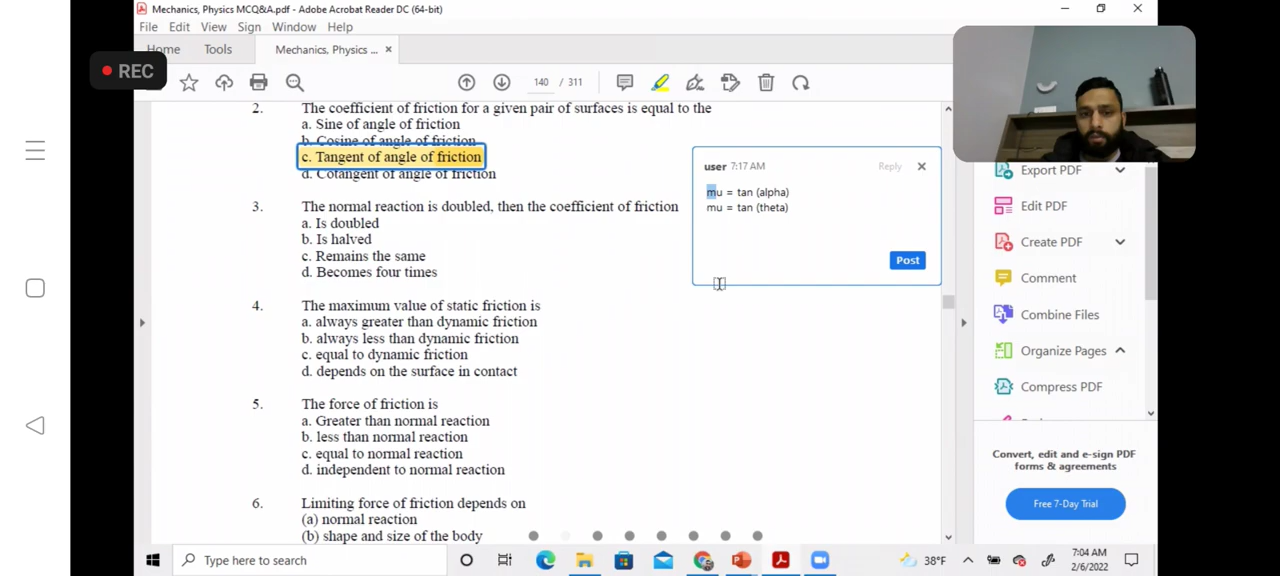 Mechanics, Physics MCQ&A.pdf - Adobe Acrobat Reader DC (64-bit)
File Edit View Sign Window Help
Home Tools Mechanics, Physics ... ×
REC
140 / 311
2. The coefficient of friction for a given pair of surfaces is equal to the
a. Sine of angle of friction
b. Cosine of angle of friction
c. Tangent of angle of friction
d. Cotangent of angle of friction
3. The normal reaction is doubled, then the coefficient of friction
a. Is doubled
b. Is halved
c. Remains the same
d. Becomes four times
4. The maximum value of static friction is
a. always greater than dynamic friction
b. always less than dynamic friction
c. equal to dynamic friction
d. depends on the surface in contact
5. The force of friction is
a. Greater than normal reaction
b. less than normal reaction
c. equal to normal reaction
d. independent to normal reaction
6. Limiting force of friction depends on
(a) normal reaction
(b) shape and size of the body
user 7:17 AM Reply
mu = tan (alpha)
mu = tan (theta)
Post
Export PDF
Edit PDF
Create PDF
Comment
Combine Files
Organize Pages
Compress PDF
Convert, edit and e-sign PDF
forms & agreements
Free 7-Day Trial
Type here to search
38°F
7:04 AM
2/6/2022